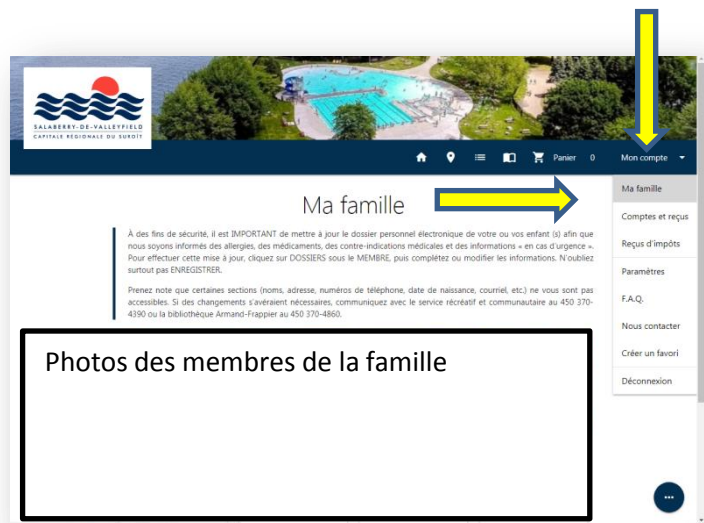 SALABERRY-DE-VALLEYFIELD
CAPITALE RÉGIONALE DU SUROÎT
Panier 0 Mon compte
Ma famille
Comptes et reçus
Reçus d'impôts
Paramètres
F.A.Q.
Nous contacter
Créer un favori
Déconnexion
Ma famille
À des fins de sécurité, il est IMPORTANT de mettre à jour le dossier personnel électronique de votre ou vos enfant (s) afin que
nous soyons informés des allergies, des médicaments, des contre-indications médicales et des informations « en cas d'urgence ».
Pour effectuer cette mise à jour, cliquez sur DOSSIERS sous le MEMBRE, puis complétez ou modifier les informations. N'oubliez
surtout pas ENREGISTRER.
Prenez note que certaines sections (noms, adresse, numéros de téléphone, date de naissance, courriel, etc.) ne vous sont pas
accessibles. Si des changements s'avéraient nécessaires, communiquez avec le service récréatif et communautaire au 450 370-
4390 ou la bibliothèque Armand-Frappier au 450 370-4860.
Photos des membres de la famille